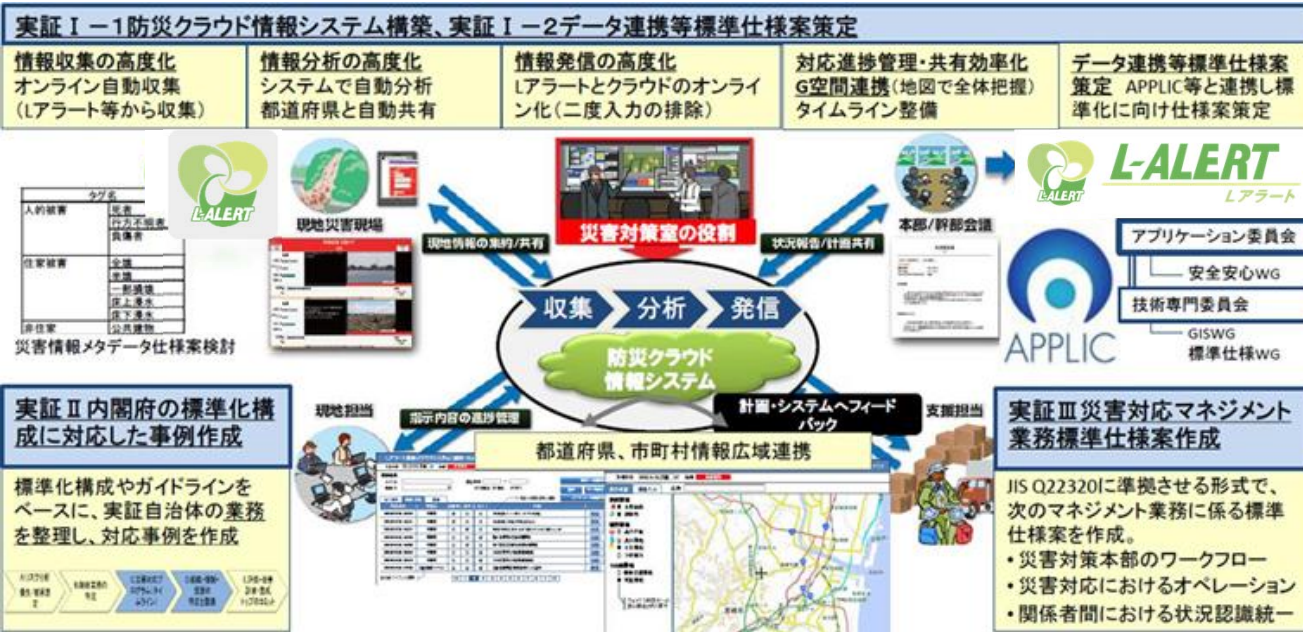 実証Ⅰ－1防災クラウド情報システム構築、実証Ⅰ－2データ連携等標準仕様案策定
情報収集の高度化
オンライン自動収集
(Lアラート等から収集)
情報分析の高度化
システムで自動分析
都道府県と自動共有
情報発信の高度化
Lアラートとクラウドのオンライ
ン化(二度入力の排除)
対応進捗管理・共有効率化
G空間連携(地図で全体把握)
タイムライン整備
データ連携等標準仕様案
策定 APPLIC等と連携し標
準化に向け仕様案策定
タグ名
人的被害
死者
行方不明者
負傷者
住家被害
全壊
半壊
一部損壊
床上浸水
床下浸水
非住家
公共建物
災害情報メタデータ仕様案検討
L-ALERT
現地災害現場
現地情報の集約/共有
災害対策室の役割
状況報告/計画共有
本部/幹部会議
L-ALERT
L-ALERT
Lアラート
収集
分析
発信
防災クラウド
情報システム
APPLIC
アプリケーション委員会
安全安心WG
技術専門委員会
GISWG
標準仕様WG
実証Ⅱ内閣府の標準化構
成に対応した事例作成
標準化構成やガイドラインを
ベースに、実証自治体の業務
を整理し、対応事例を作成
現地担当
指示内容の進捗管理
計画・システムへフィード
バック
支援担当
都道府県、市町村情報広域連携
実証Ⅲ災害対応マネジメント
業務標準仕様案作成
JIS Q22320に準拠させる形式で、
次のマネジメント業務に係る標準
仕様案を作成。
・災害対策本部のワークフロー
・災害対応におけるオペレーション
・関係者間における状況認識統一